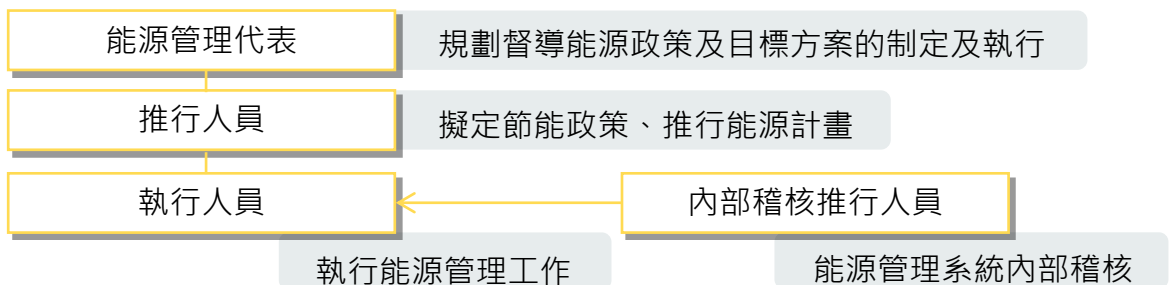 能源管理代表
規劃督導能源政策及目標方案的制定及執行
推行人員
擬定節能政策、推行能源計畫
執行人員
內部稽核推行人員
執行能源管理工作
能源管理系統內部稽核